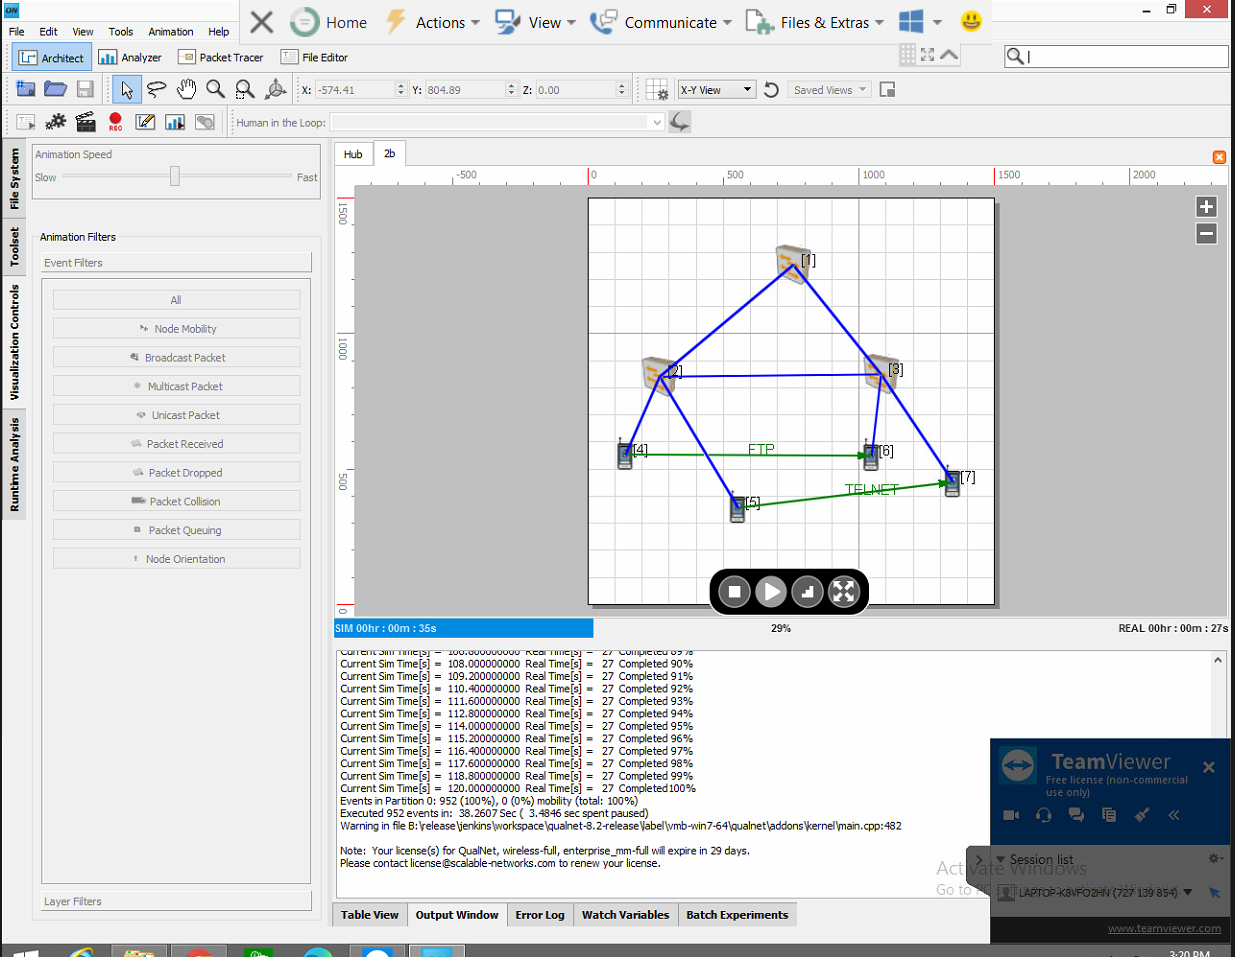 QN
File Edit View Tools Animation Help
Home Actions View Communicate Files & Extras
Architect Analyzer Packet Tracer File Editor
X: -574.41 Y: 804.89 Z: 0.00 X-Y View Saved Views
REC Human in the Loop:
File System
Toolset
Visualization Controls
Runtime Analysis
Animation Speed
Slow Fast
Animation Filters
Event Filters
All
Node Mobility
Broadcast Packet
Multicast Packet
Unicast Packet
Packet Received
Packet Dropped
Packet Collision
Packet Queuing
Node Orientation
Layer Filters
Hub 2b
-500 0 500 1000 1500 2000
1500
1000
500
0
[1]
[2] [3]
[4] FTP [6]
[5] TELNET [7]
SIM 00hr : 00m : 35s 29% REAL 00hr : 00m : 27s
Current Sim Time[s] = 106.800000000 Real Time[s] = 27 Completed 89%
Current Sim Time[s] = 108.000000000 Real Time[s] = 27 Completed 90%
Current Sim Time[s] = 109.200000000 Real Time[s] = 27 Completed 91%
Current Sim Time[s] = 110.400000000 Real Time[s] = 27 Completed 92%
Current Sim Time[s] = 111.600000000 Real Time[s] = 27 Completed 93%
Current Sim Time[s] = 112.800000000 Real Time[s] = 27 Completed 94%
Current Sim Time[s] = 114.000000000 Real Time[s] = 27 Completed 95%
Current Sim Time[s] = 115.200000000 Real Time[s] = 27 Completed 96%
Current Sim Time[s] = 116.400000000 Real Time[s] = 27 Completed 97%
Current Sim Time[s] = 117.600000000 Real Time[s] = 27 Completed 98%
Current Sim Time[s] = 118.800000000 Real Time[s] = 27 Completed 99%
Current Sim Time[s] = 120.000000000 Real Time[s] = 27 Completed100%
Events in Partition 0: 952 (100%), 0 (0%) mobility (total: 100%)
Executed 952 events in: 38.2607 Sec ( 3.4846 sec spent paused)
Warning in file B:\release\jenkins\workspace\qualnet-8.2-release\label\vmb-win7-64\qualnet\addons\kernel\main.cpp:482
Note: Your license(s) for QualNet, wireless-full, enterprise_mm-full will expire in 29 days.
Please contact license@scalable-networks.com to renew your license.
Table View Output Window Error Log Watch Variables Batch Experiments
TeamViewer
Free license (non-commercial
use only)
Session list
Activate Windows
LAPTOP-K8VFO2HN (727 139 854)
www.teamviewer.com
3:20 PM